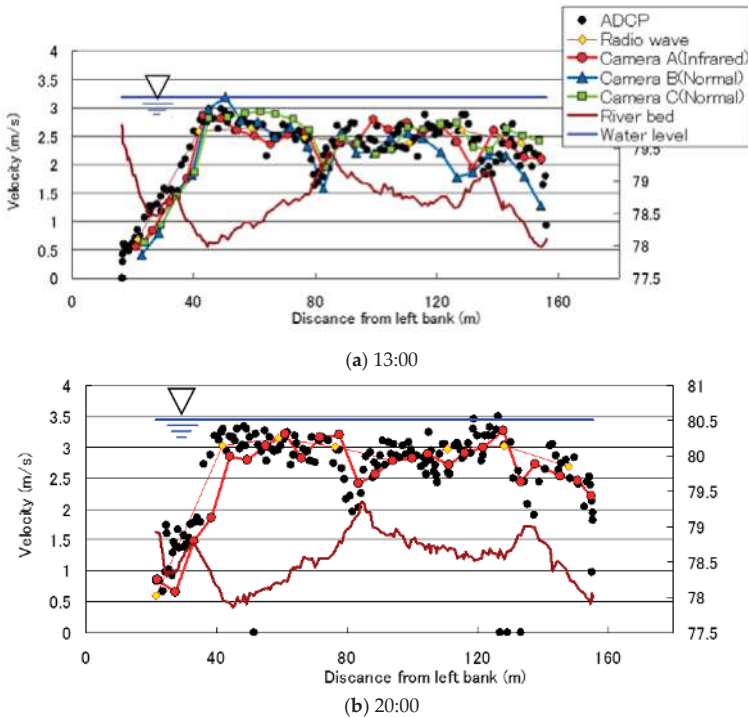 ADCP
Radio wave
Camera A(Infrared)
Camera B(Normal)
Camera C(Normal)
River bed
Water level
Velocity (m/s)
4
3.5
3
2.5
2
1.5
1
0.5
0
79.5
79
78.5
78
77.5
0 40 80 120 160
Discance from left bank (m)
(a) 13:00
Velocity (m/s)
4
3.5
3
2.5
2
1.5
1
0.5
0
81
80.5
80
79.5
79
78.5
78
77.5
0 40 80 120 160
Discance from left bank (m)
(b) 20:00